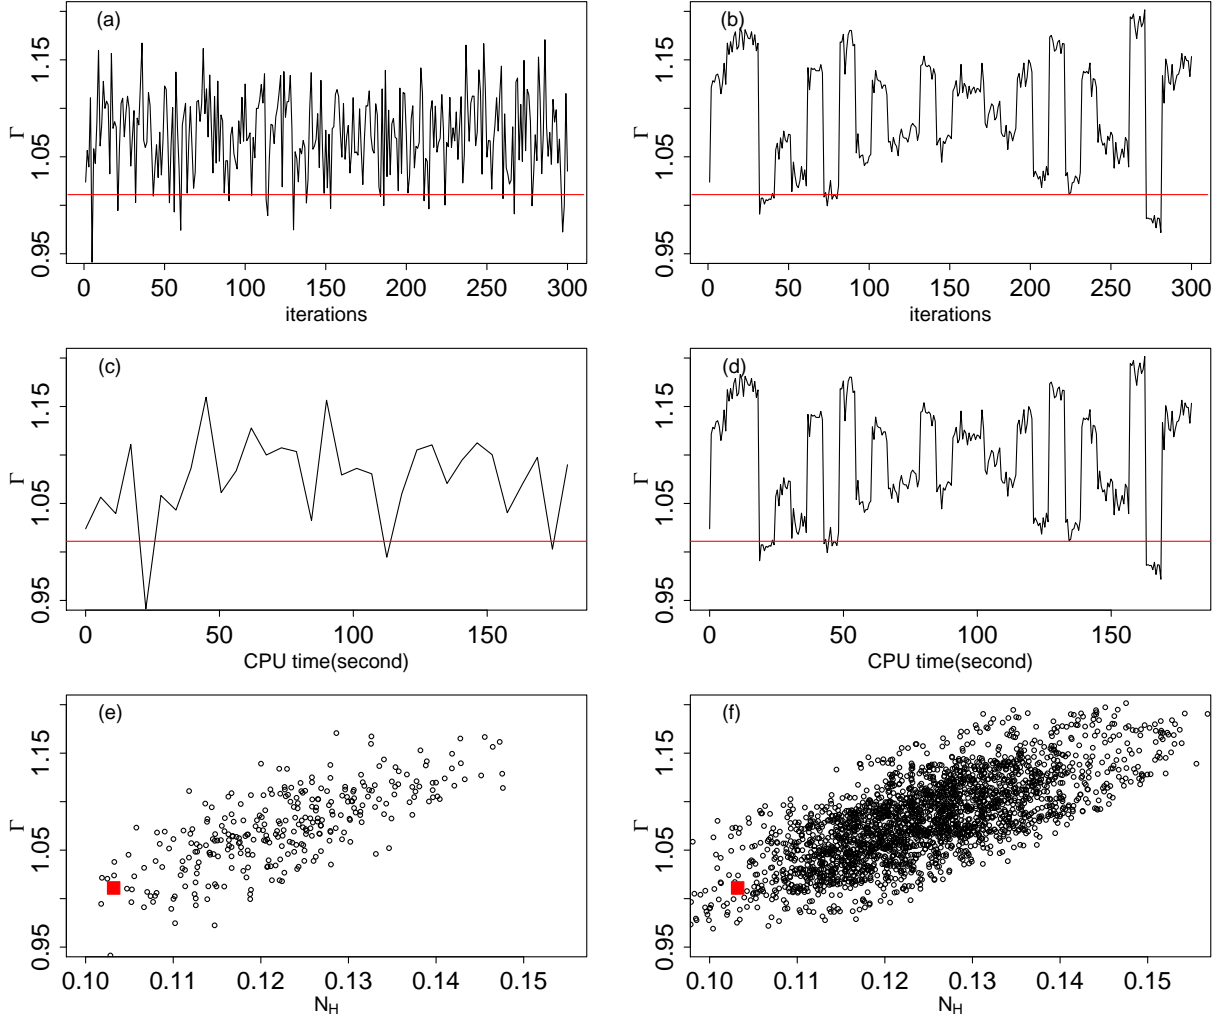 (a)
Γ
0.95 1.05 1.15
0 50 100 150 200 250 300
iterations
(b)
Γ
0.95 1.05 1.15
0 50 100 150 200 250 300
iterations
(c)
Γ
0.95 1.05 1.15
0 50 100 150
CPU time(second)
(d)
Γ
0.95 1.05 1.15
0 50 100 150
CPU time(second)
(e)
Γ
0.95 1.05 1.15
0.10 0.11 0.12 0.13 0.14 0.15
N_H
(f)
Γ
0.95 1.05 1.15
0.10 0.11 0.12 0.13 0.14 0.15
N_H